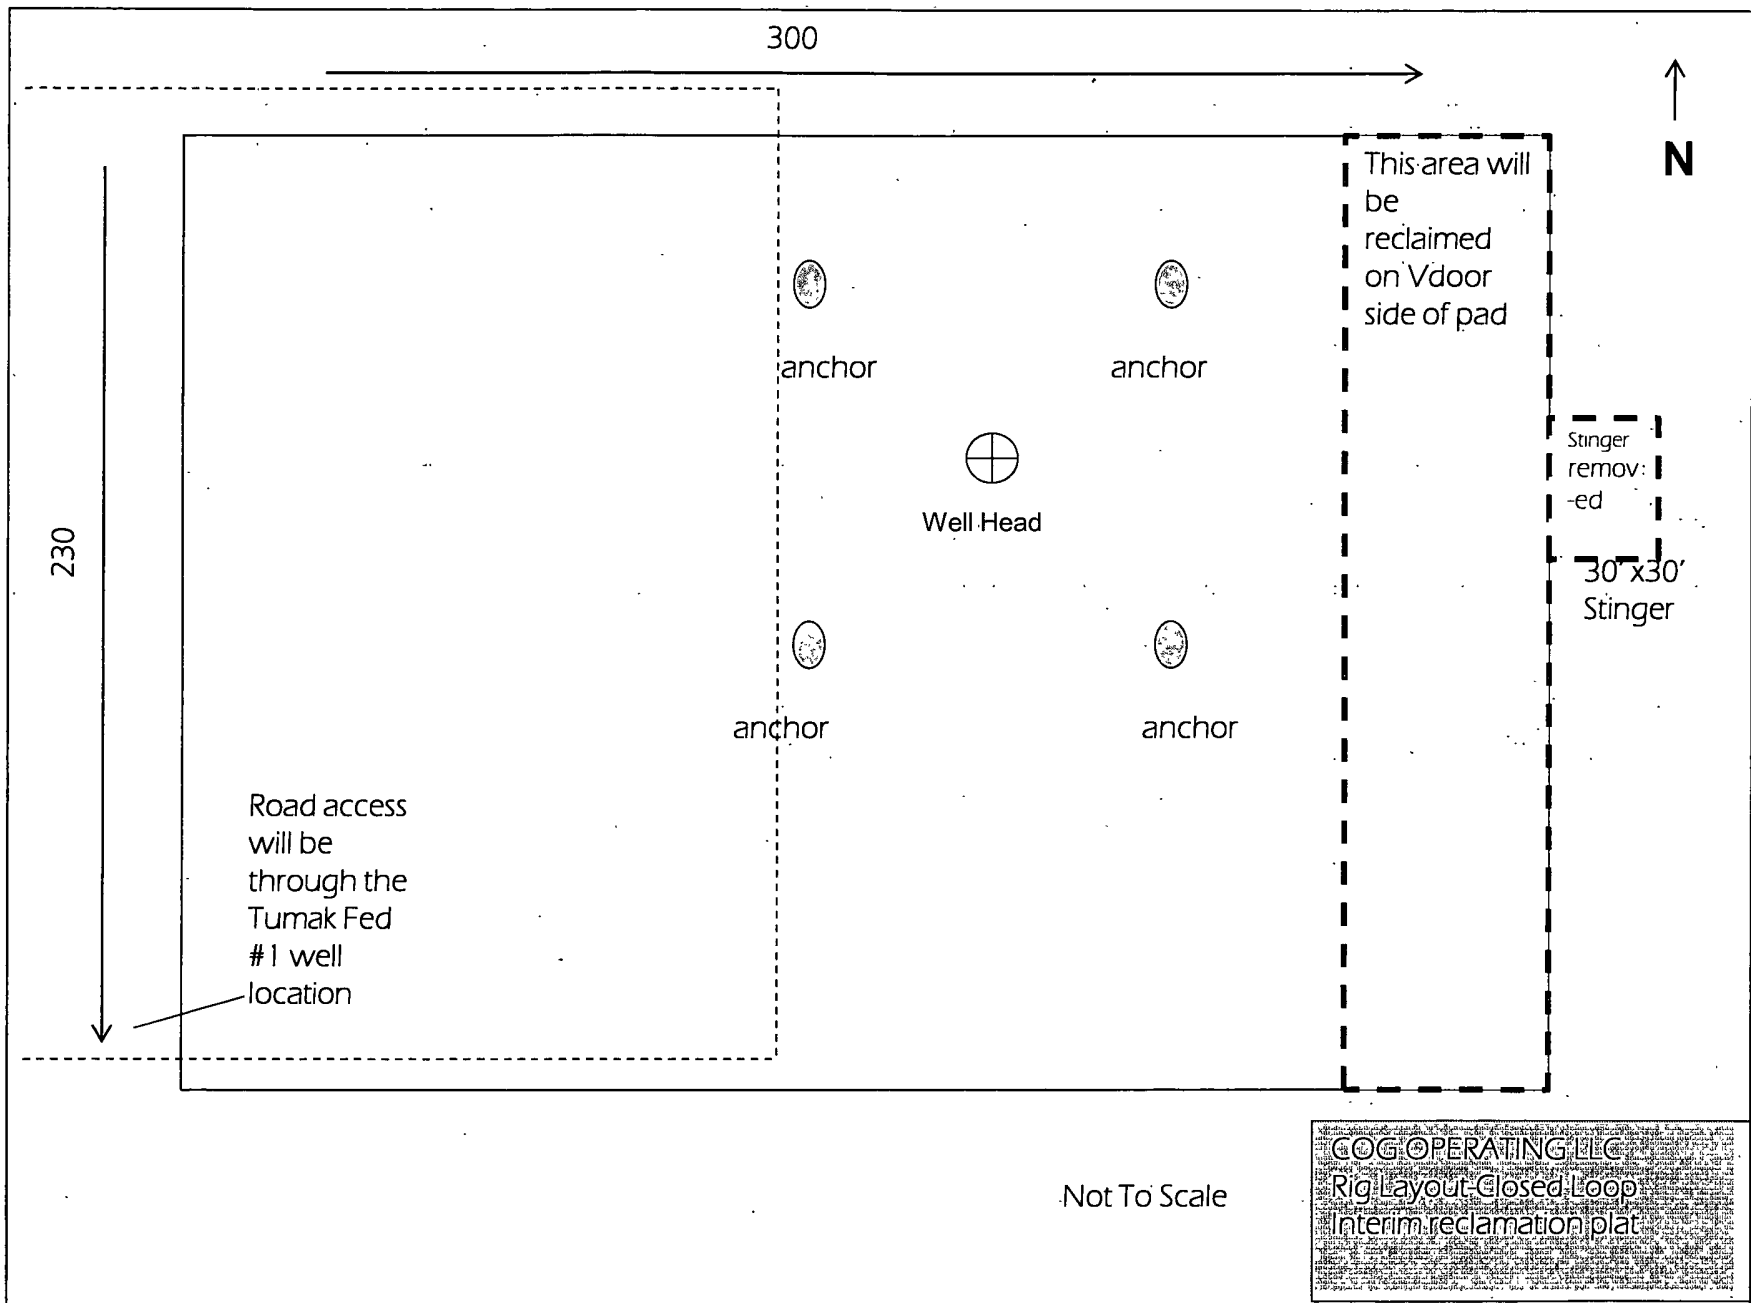 300
N
This area will
be
reclaimed
on Vdoor
side of pad
anchor
anchor
Stinger
remov
-ed
Well Head
230
30' x30'
Stinger
anchor
anchor
Road access
will be
through the
Tumak Fed
#1 well
location
Not To Scale
COG OPERATING LLC
Rig Layout-Closed Loop
Interim reclamation plat